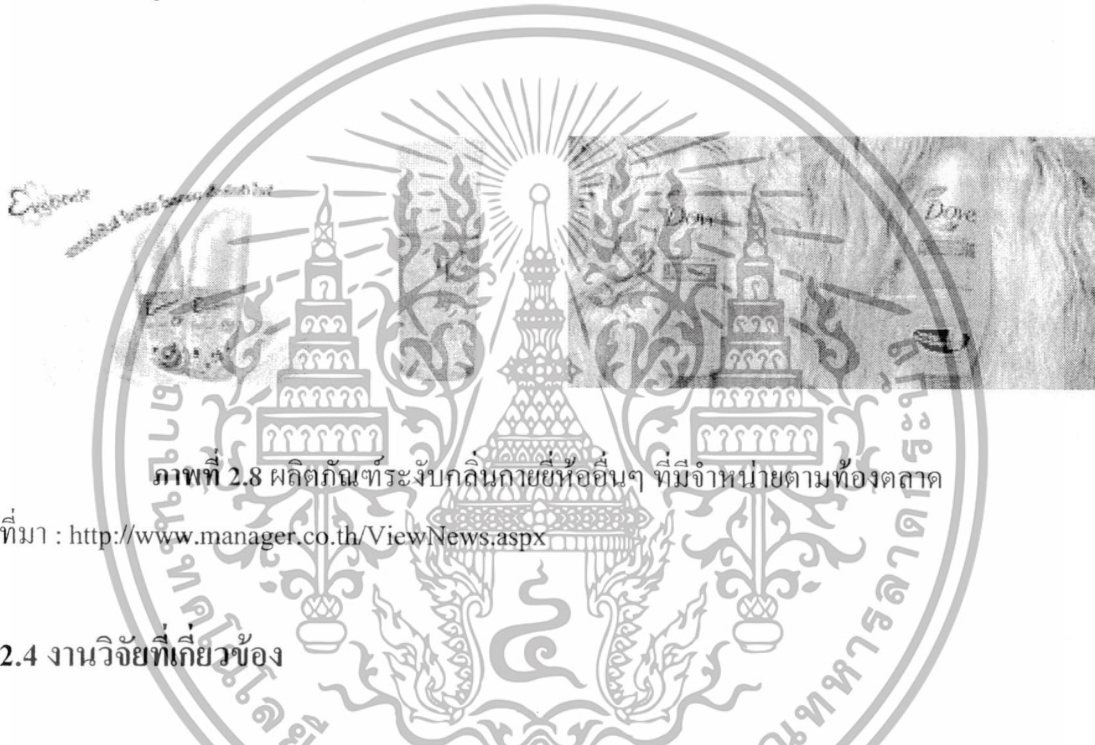 Dove
Dove
ภาพที่ 2.8 ผลิตภัณฑ์ระงับกลิ่นกายยี่ห้ออื่นๆ ที่มีจำหน่ายตามท้องตลาด
ที่มา : http://www.manager.co.th/ViewNews.aspx
2.4 งานวิจัยที่เกี่ยวข้อง